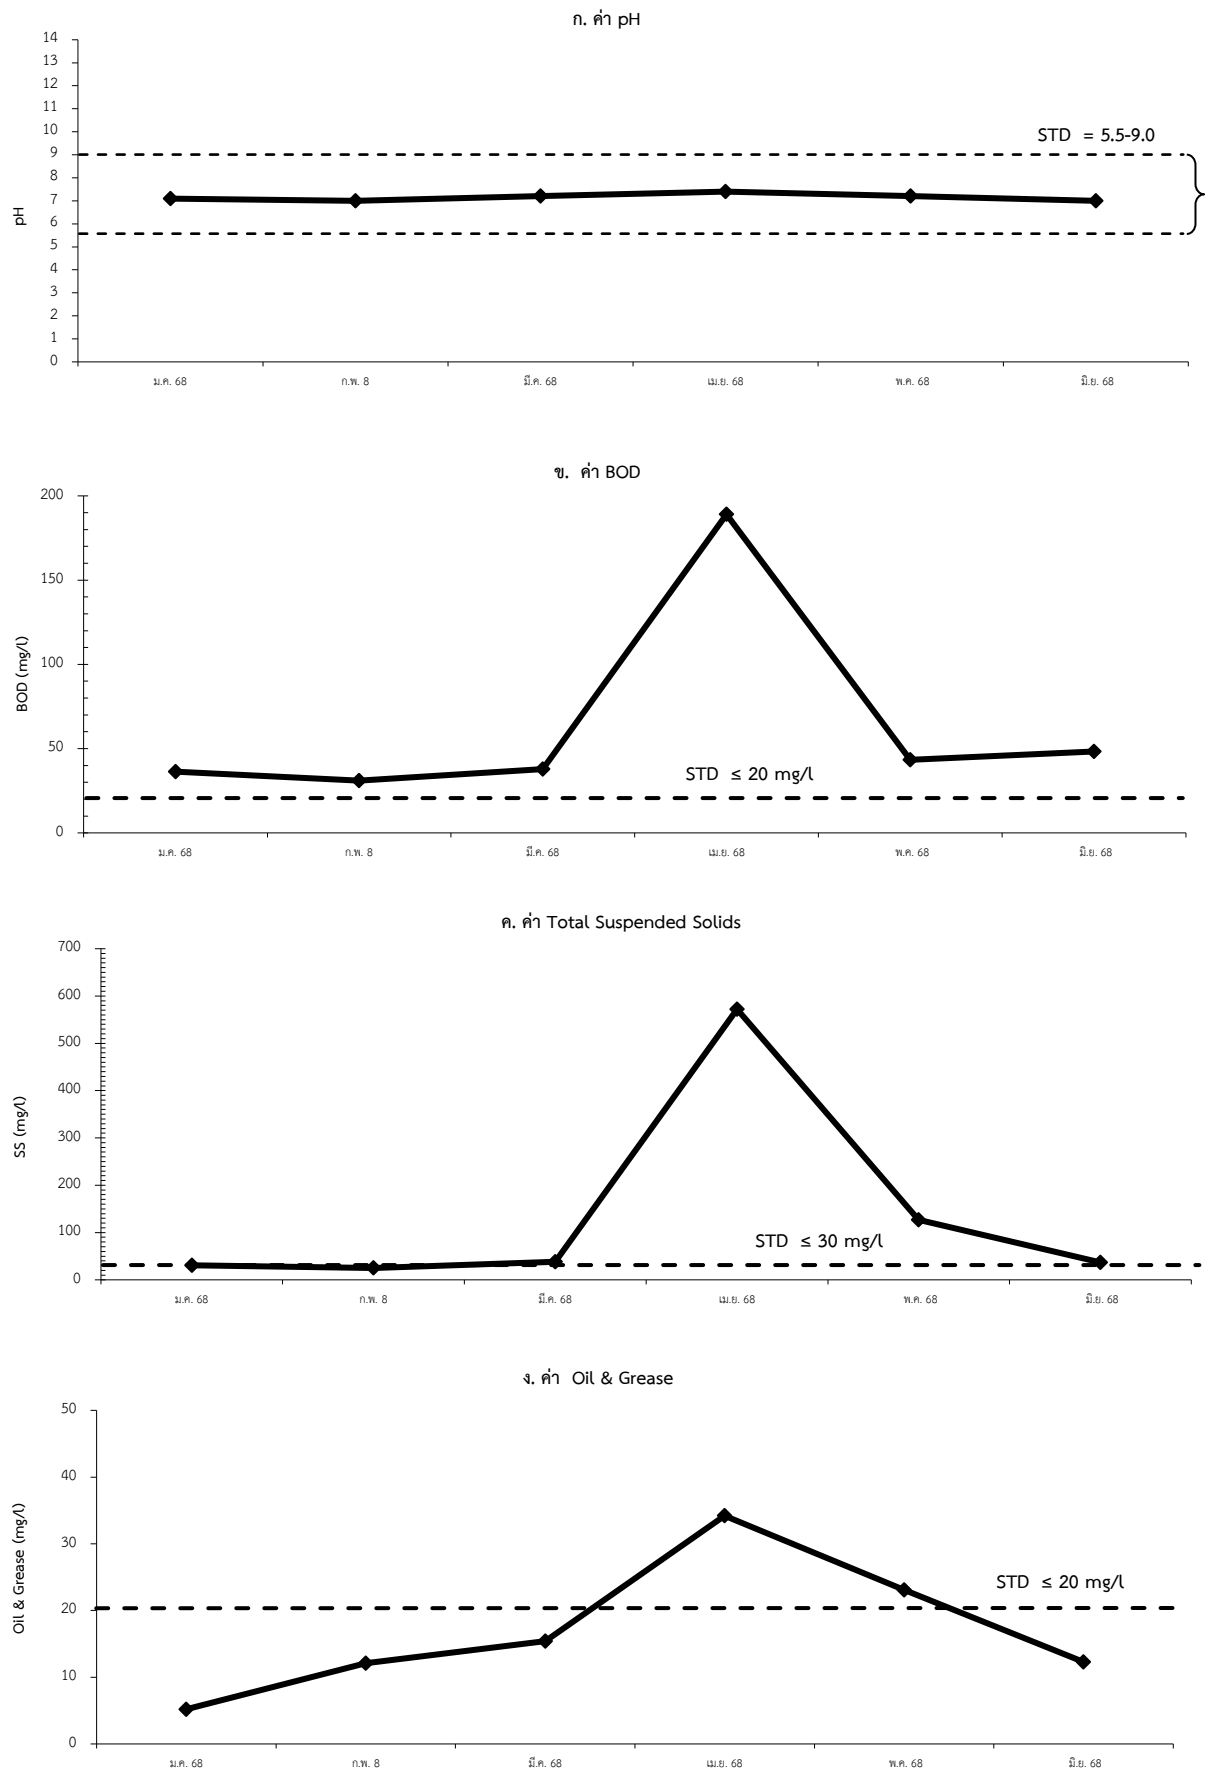 ก. ค่า pH
14
13
12
11
10
9
8
7
6
5
4
3
2
1
0
pH
STD = 5.5-9.0
ม.ค. 68 ก.พ. 8 มี.ค. 68 เม.ย. 68 พ.ค. 68 มิ.ย. 68
ข. ค่า BOD
200
150
100
50
0
BOD (mg/l)
STD ≤ 20 mg/l
ม.ค. 68 ก.พ. 8 มี.ค. 68 เม.ย. 68 พ.ค. 68 มิ.ย. 68
ค. ค่า Total Suspended Solids
700
600
500
400
300
200
100
0
SS (mg/l)
STD ≤ 30 mg/l
ม.ค. 68 ก.พ. 8 มี.ค. 68 เม.ย. 68 พ.ค. 68 มิ.ย. 68
ง. ค่า Oil & Grease
50
40
30
20
10
0
Oil & Grease (mg/l)
STD ≤ 20 mg/l
ม.ค. 68 ก.พ. 8 มี.ค. 68 เม.ย. 68 พ.ค. 68 มิ.ย. 68